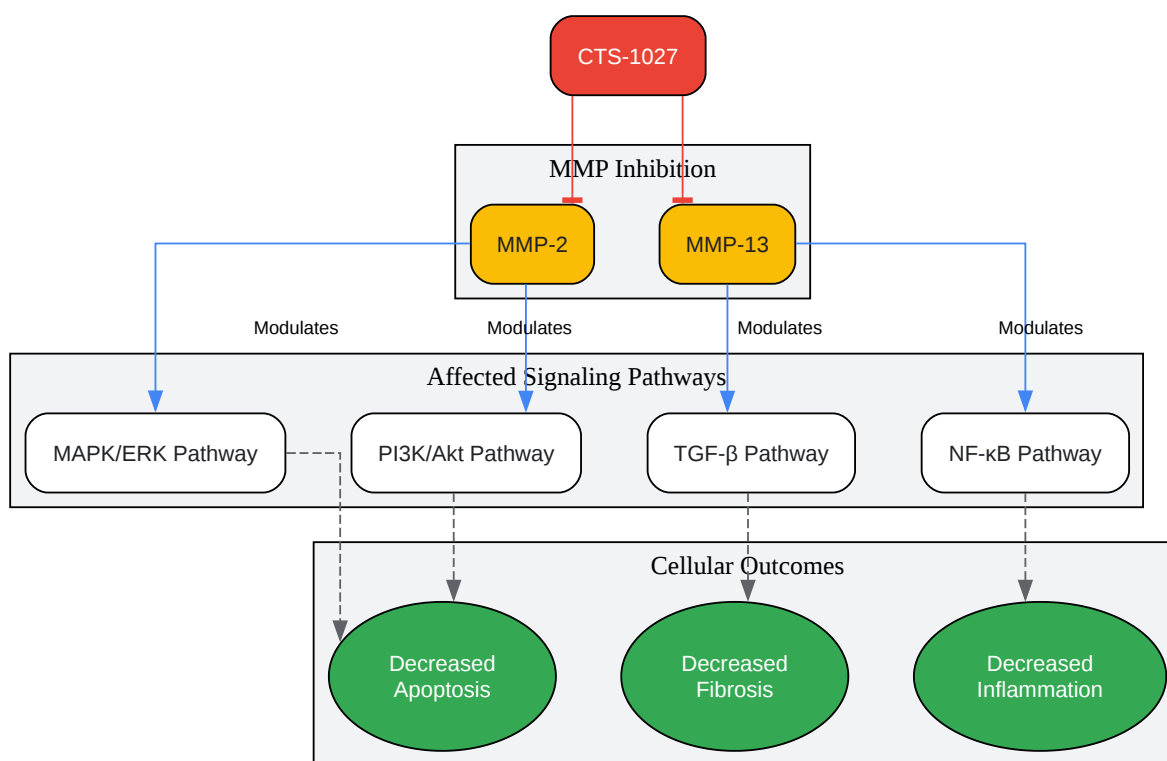 CTS-1027
MMP Inhibition
MMP-2
MMP-13
Modulates
Modulates
Modulates
Modulates
Affected Signaling Pathways
MAPK/ERK Pathway
PI3K/Akt Pathway
TGF-β Pathway
NF-κB Pathway
Cellular Outcomes
Decreased
Apoptosis
Decreased
Fibrosis
Decreased
Inflammation